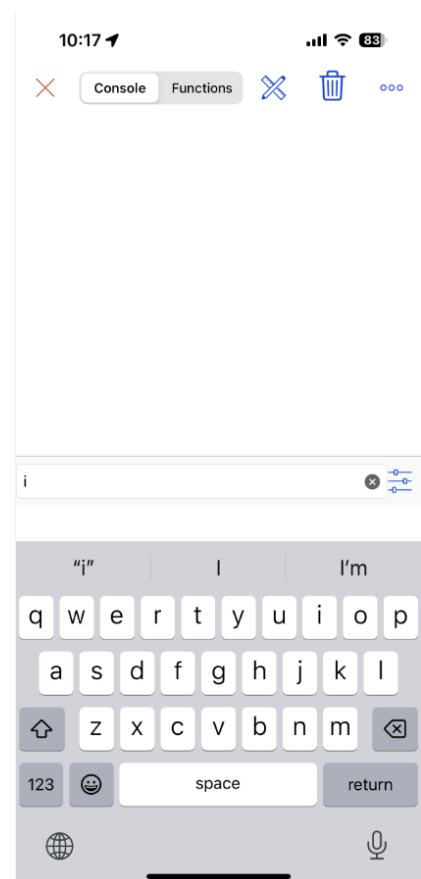 10:17 83
Console Functions
i
“i” I I’m
q w e r t y u i o p
a s d f g h j k l
z x c v b n m
123 space return